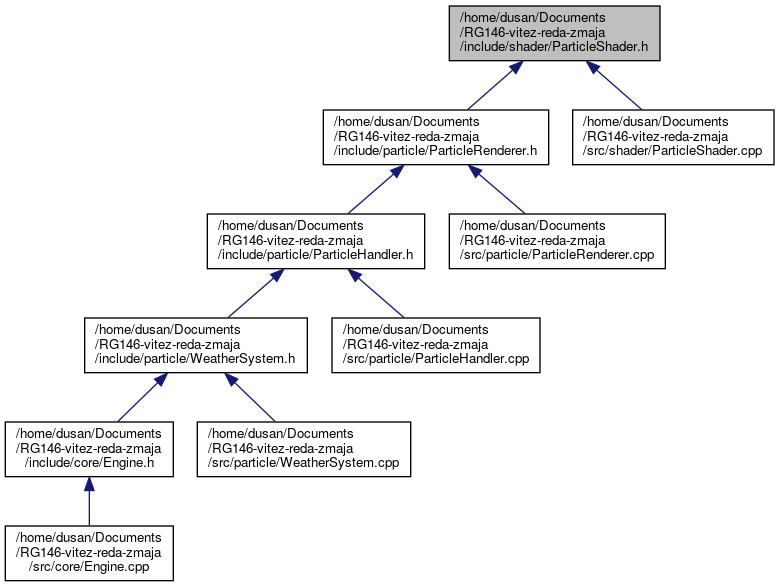 /home/dusan/Documents
/RG146-vitez-reda-zmaja
/include/shader/ParticleShader.h
/home/dusan/Documents
/RG146-vitez-reda-zmaja
/include/particle/ParticleRenderer.h
/home/dusan/Documents
/RG146-vitez-reda-zmaja
/src/shader/ParticleShader.cpp
/home/dusan/Documents
/RG146-vitez-reda-zmaja
/include/particle/ParticleHandler.h
/home/dusan/Documents
/RG146-vitez-reda-zmaja
/src/particle/ParticleRenderer.cpp
/home/dusan/Documents
/RG146-vitez-reda-zmaja
/include/particle/WeatherSystem.h
/home/dusan/Documents
/RG146-vitez-reda-zmaja
/src/particle/ParticleHandler.cpp
/home/dusan/Documents
/RG146-vitez-reda-zmaja
/include/core/Engine.h
/home/dusan/Documents
/RG146-vitez-reda-zmaja
/src/particle/WeatherSystem.cpp
/home/dusan/Documents
/RG146-vitez-reda-zmaja
/src/core/Engine.cpp